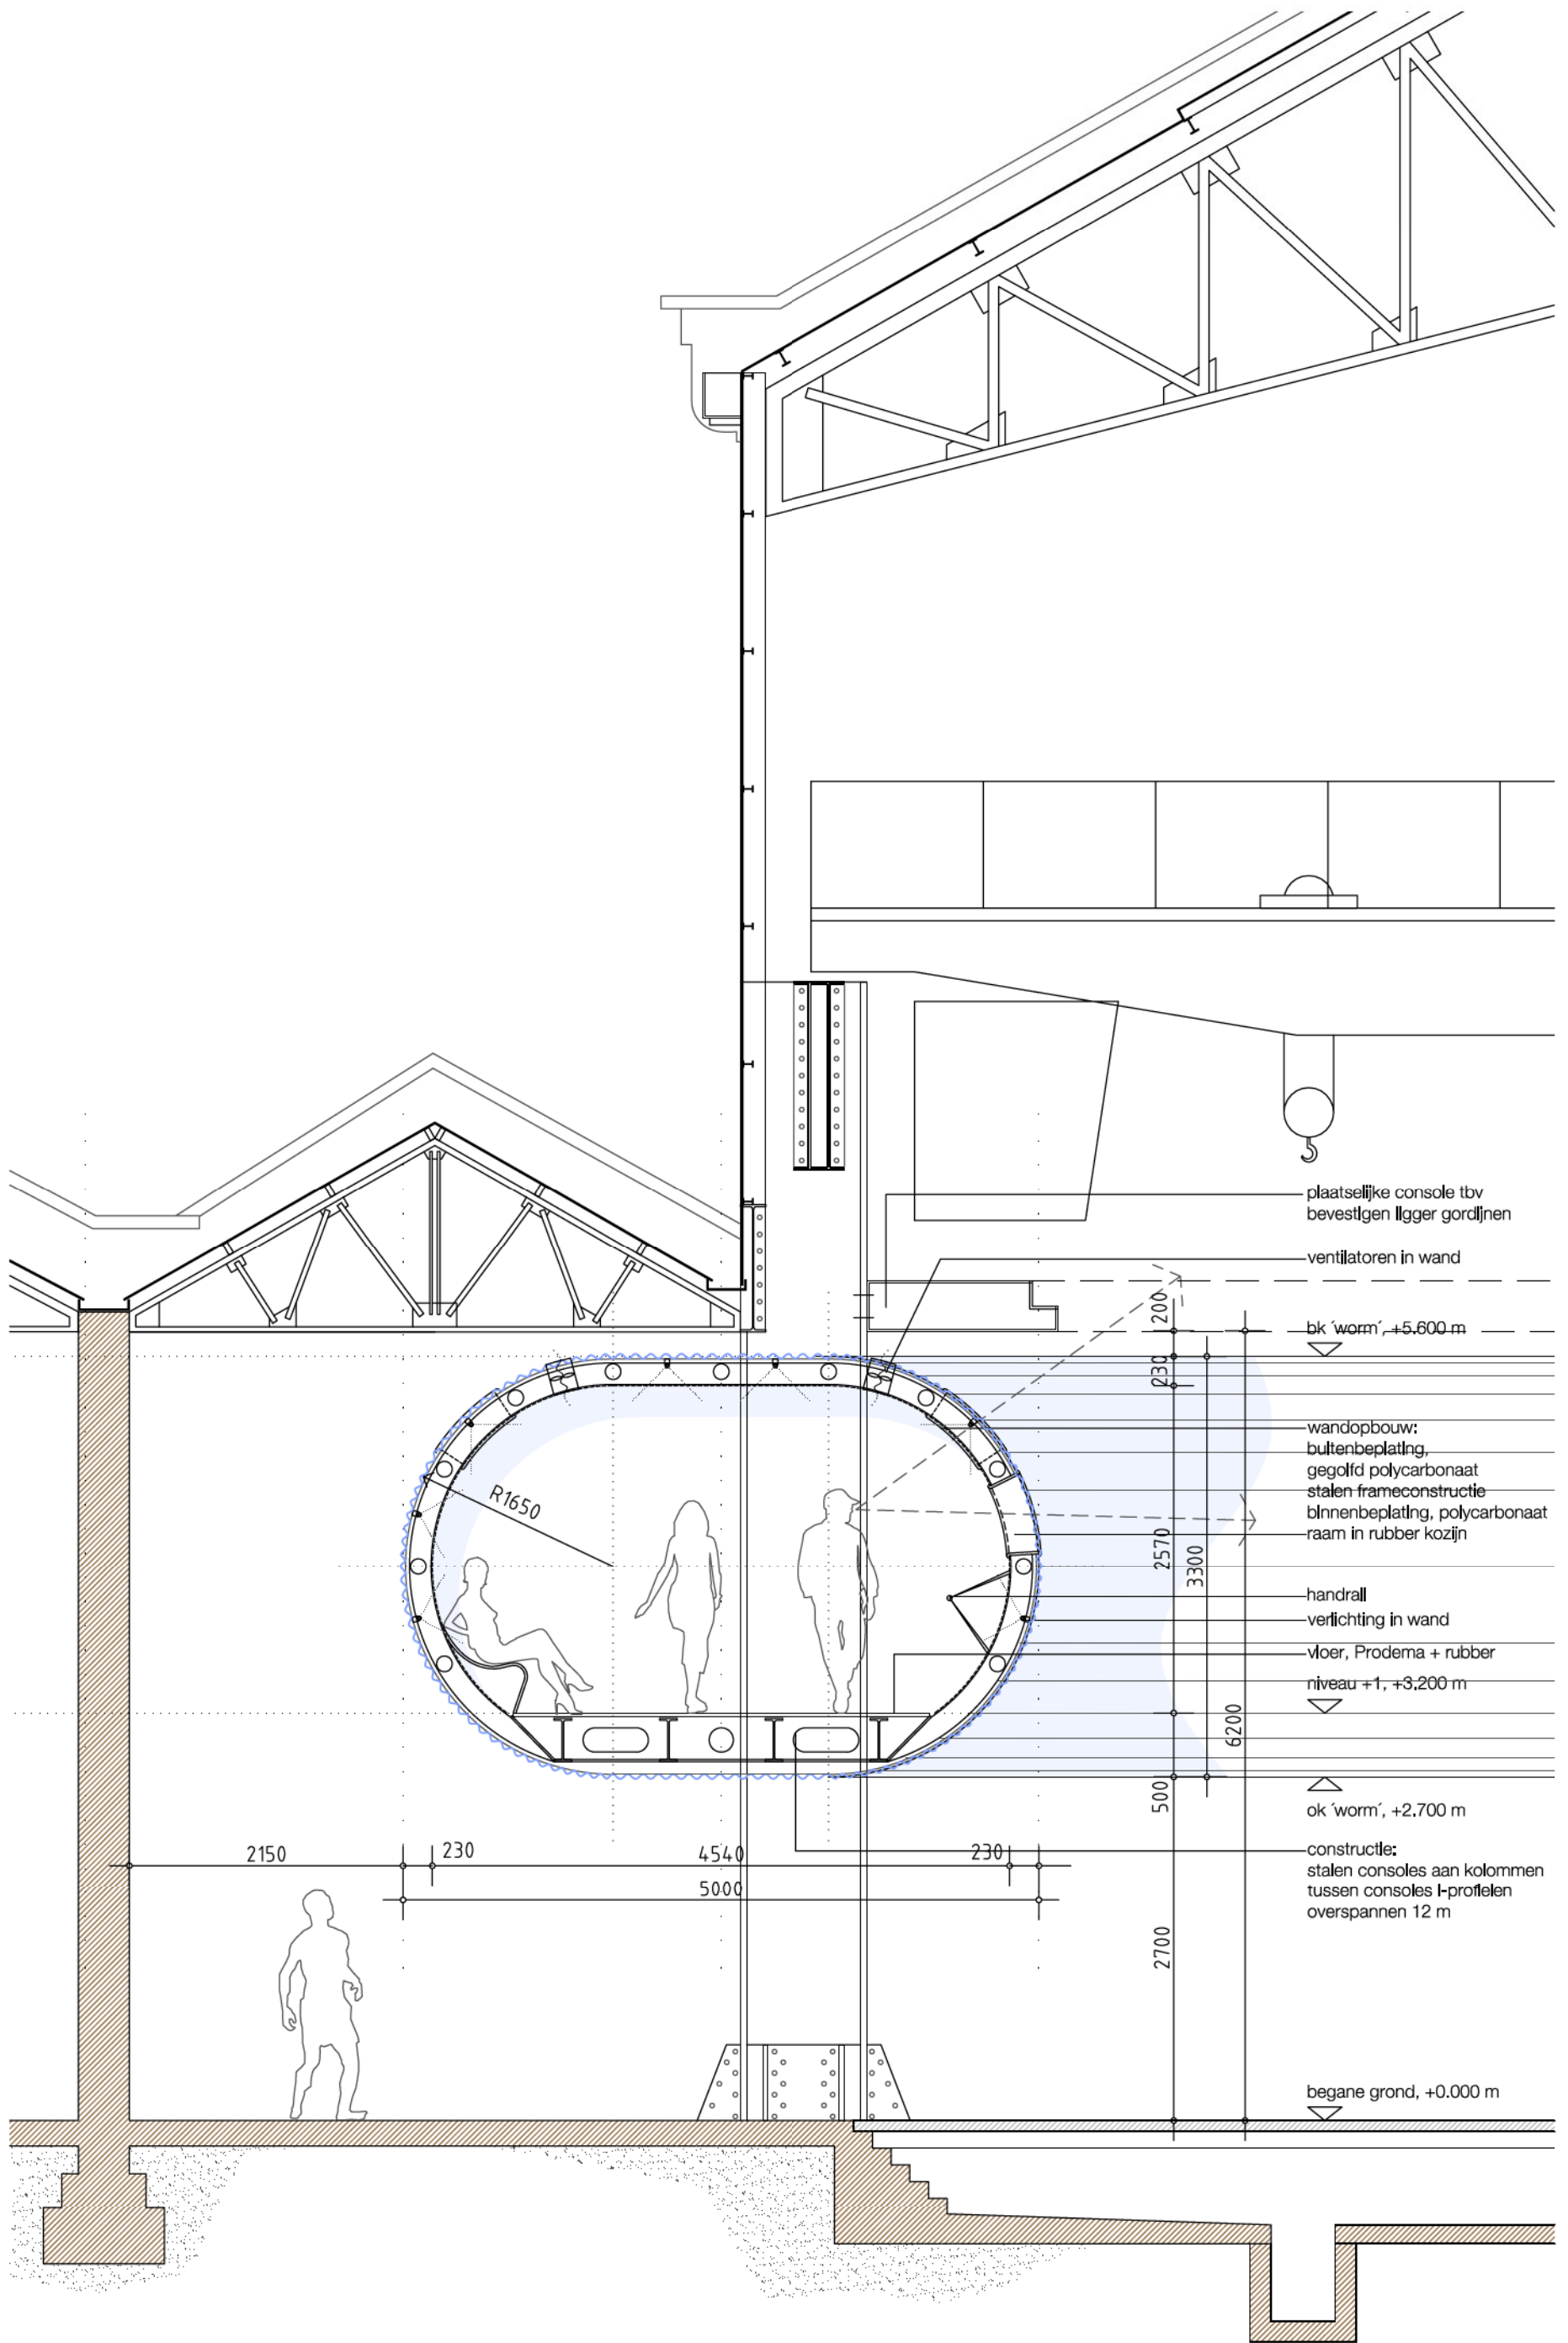 plaatselijke console tbv
bevestigen ligger gordijnen
ventilatoren in wand
200
bk ´worm´, +5.600 m
230
wandopbouw:
buitenbeplating,
gegolfd polycarbonaat
stalen frameconstructie
binnenbeplating, polycarbonaat
raam in rubber kozijn
R1650
2570
3300
handrail
verlichting in wand
vloer, Prodema + rubber
niveau +1, +3.200 m
6200
500
ok ´worm´, +2.700 m
2150
230
4540
230
5000
constructie:
stalen consoles aan kolommen
tussen consoles I-profielen
overspannen 12 m
2700
begane grond, +0.000 m